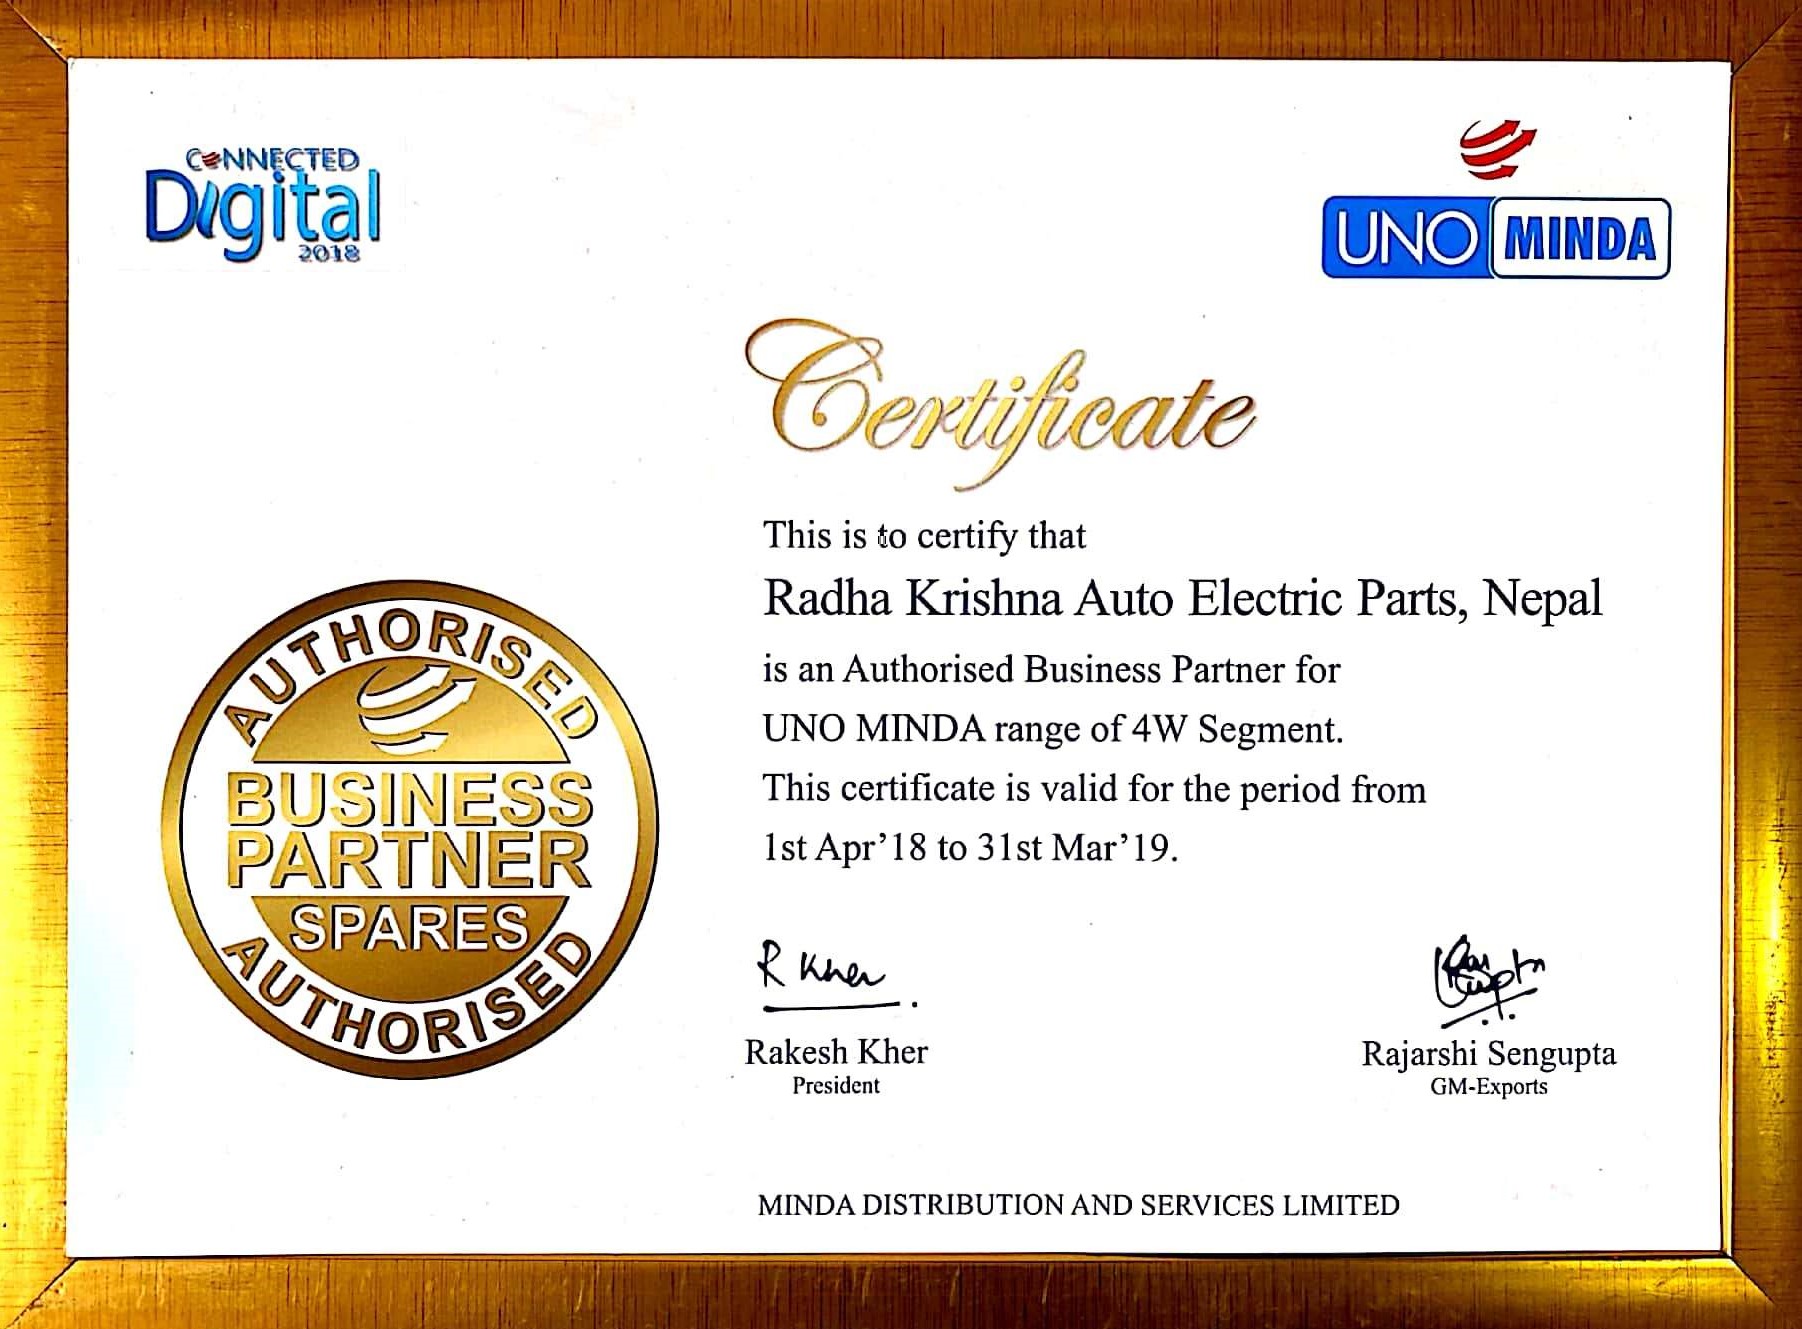 CONNECTED
Digital
2018
UNO MINDA
Certificate
This is to certify that
Radha Krishna Auto Electric Parts, Nepal
is an Authorised Business Partner for
UNO MINDA range of 4W Segment.
This certificate is valid for the period from
1st Apr’18 to 31st Mar’19.
AUTHORISED
BUSINESS
PARTNER
SPARES
AUTHORISED
R Kher
Rakesh Kher
President
Rajarshi Sengupta
GM-Exports
MINDA DISTRIBUTION AND SERVICES LIMITED